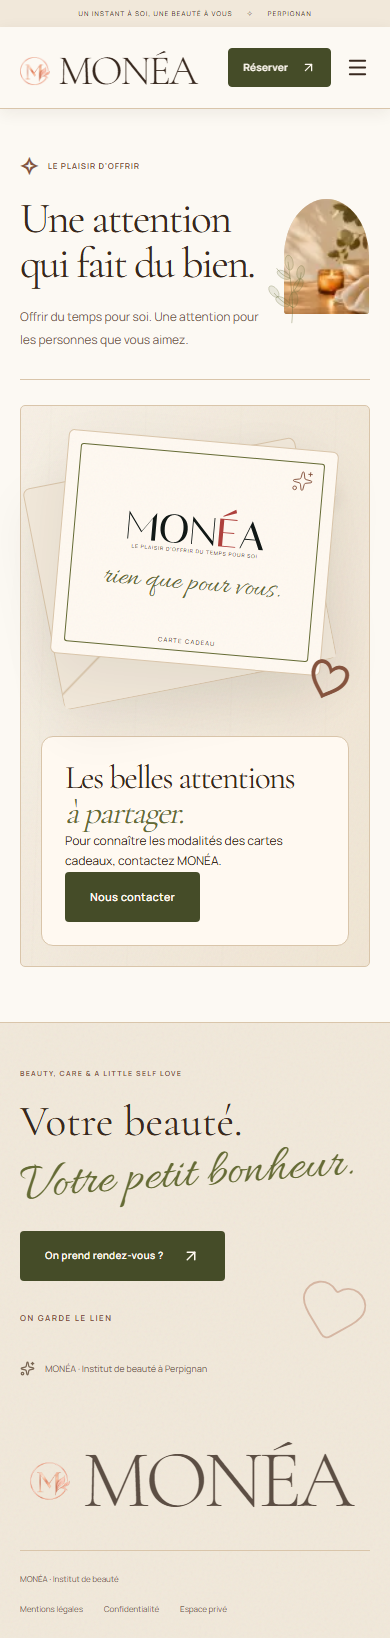 UN INSTANT À SOI, UNE BEAUTÉ À VOUS ✧ PERPIGNAN
M MONÉA
Réserver
LE PLAISIR D'OFFRIR
Une attention
qui fait du bien.
Offrir du temps pour soi. Une attention pour
les personnes que vous aimez.
MONÉA
LE PLAISIR D'OFFRIR DU TEMPS POUR SOI
rien que pour vous.
CARTE CADEAU
Les belles attentions
à partager.
Pour connaître les modalités des cartes
cadeaux, contactez MONÉA.
Nous contacter
BEAUTY, CARE & A LITTLE SELF LOVE
Votre beauté.
Votre petit bonheur.
On prend rendez-vous ?
ON GARDE LE LIEN
MONÉA · Institut de beauté à Perpignan
M MONÉA
MONÉA · Institut de beauté
Mentions légales Confidentialité Espace privé